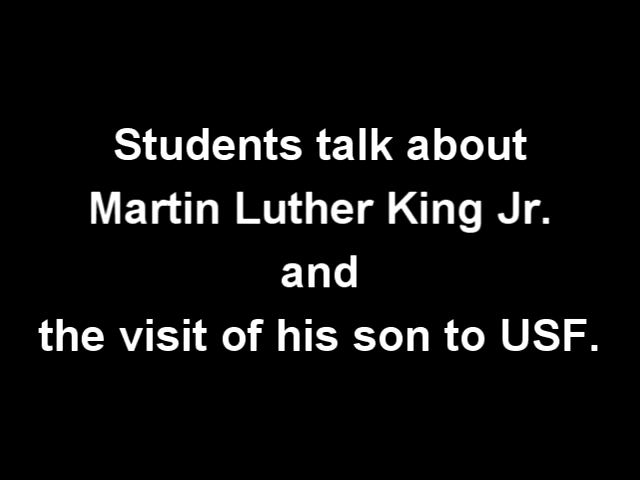 Students talk about
Martin Luther King Jr.
and
the visit of his son to USF.